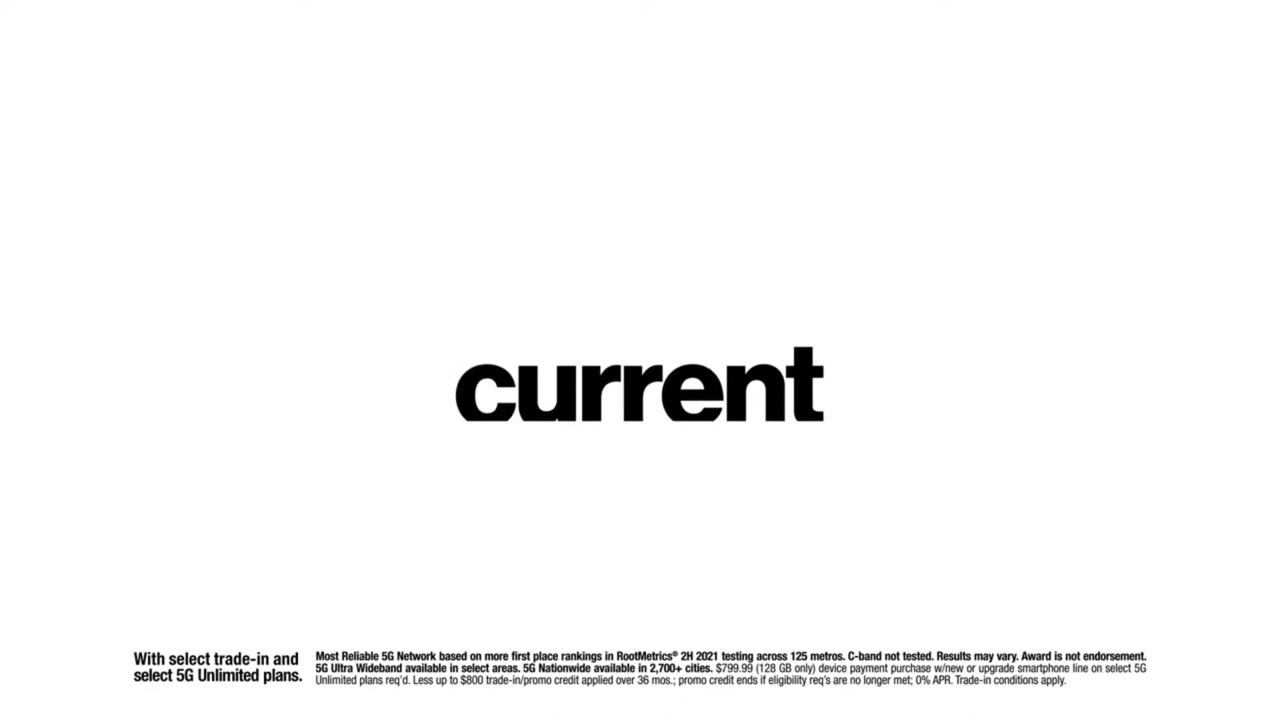 current
With select trade-in and
select 5G Unlimited plans.
Most Reliable 5G Network based on more first place rankings in RootMetrics® 2H 2021 testing across 125 metros. C-band not tested. Results may vary. Award is not endorsement.
5G Ultra Wideband available in select areas. 5G Nationwide available in 2,700+ cities. $799.99 (128 GB only) device payment purchase w/new or upgrade smartphone line on select 5G
Unlimited plans req'd. Less up to $800 trade-in/promo credit applied over 36 mos.; promo credit ends if eligibility req's are no longer met; 0% APR. Trade-in conditions apply.